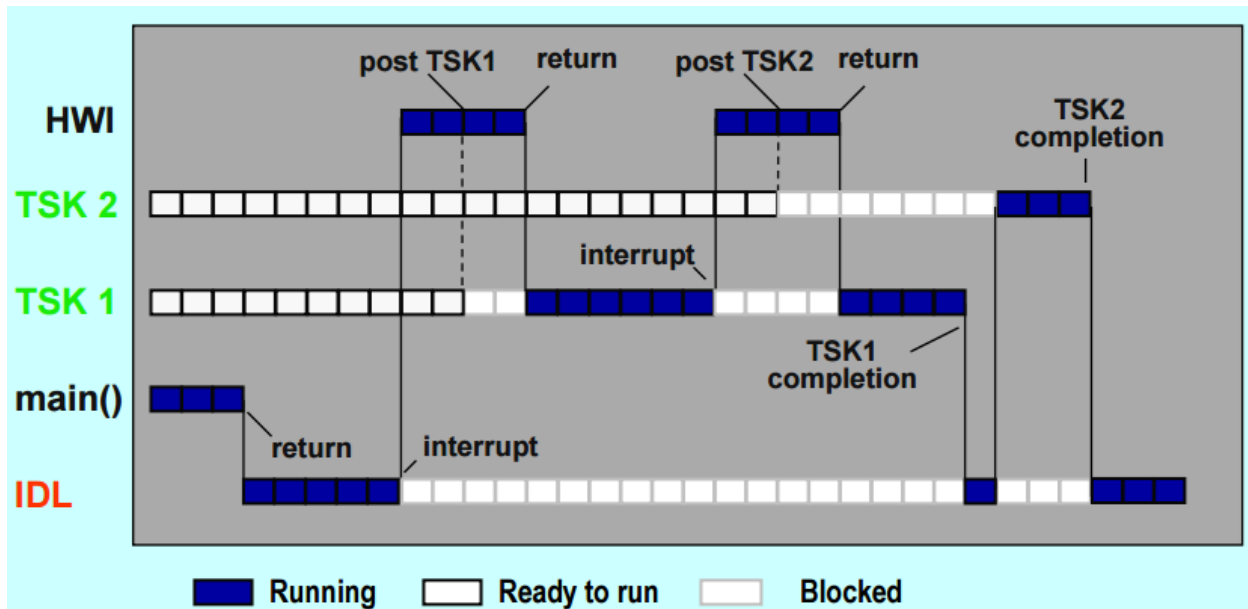 post TSK1
return
post TSK2
return
HWI
TSK2
completion
TSK 2
interrupt
TSK 1
TSK1
completion
main()
return
interrupt
IDL
Running
Ready to run
Blocked